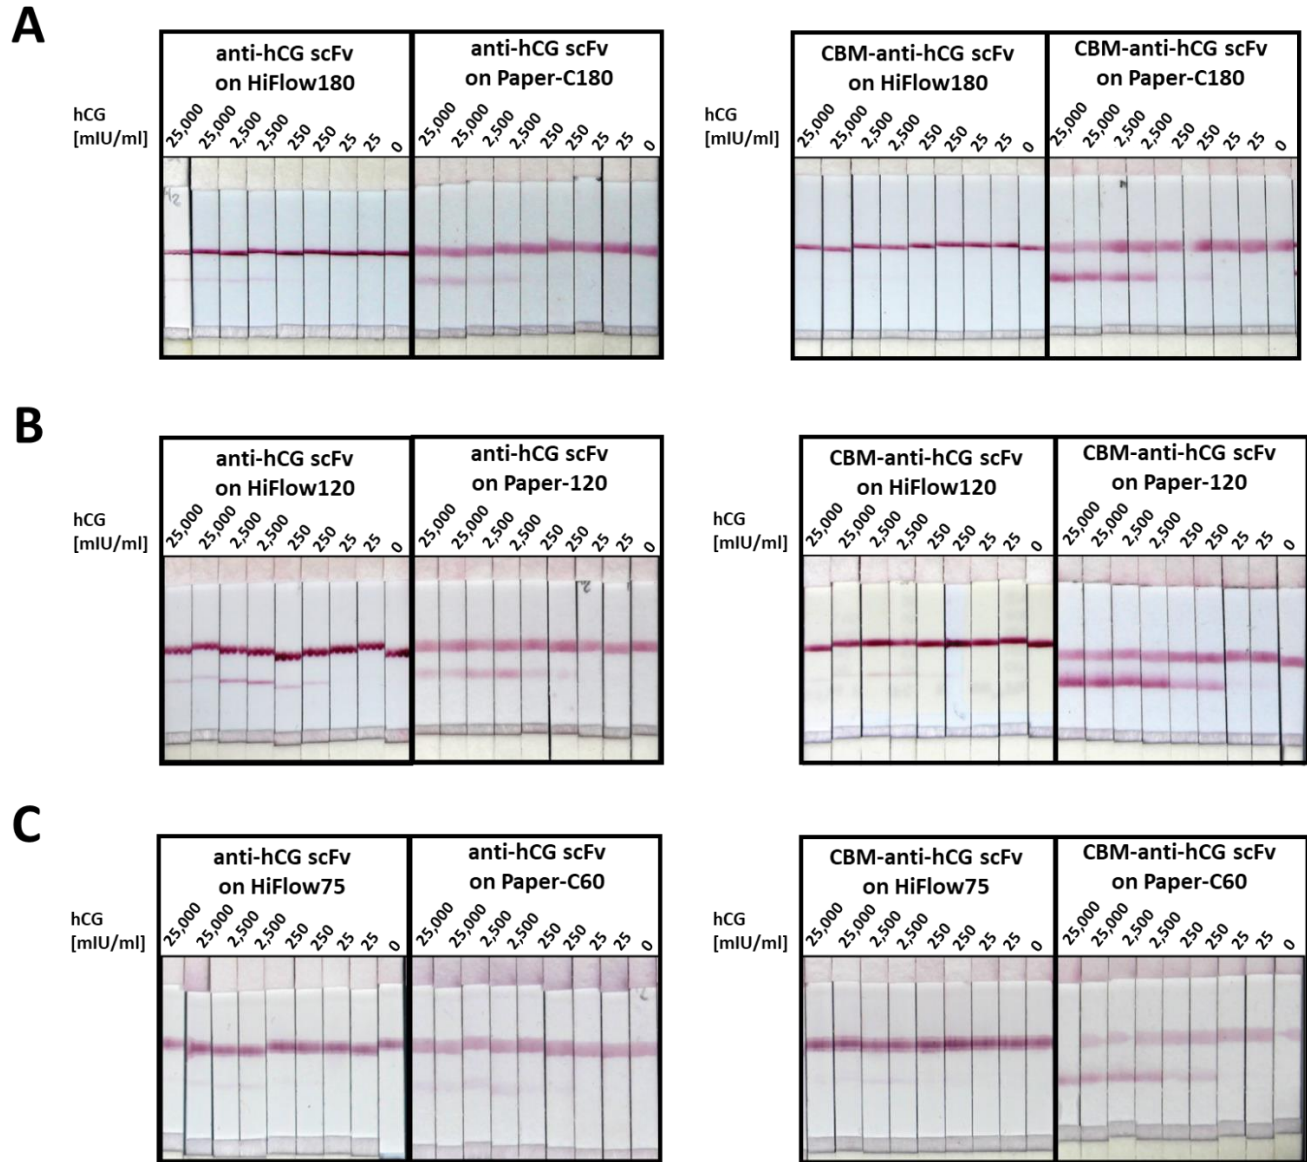 A
anti-hCG scFv
on HiFlow180
anti-hCG scFv
on Paper-C180
hCG
[mIU/ml]
25,000 25,000 2,500 2,500 250 250 25 25 0
25,000 25,000 2,500 2,500 250 250 25 25 0
CBM-anti-hCG scFv
on HiFlow180
CBM-anti-hCG scFv
on Paper-C180
hCG
[mIU/ml]
25,000 25,000 2,500 2,500 250 250 25 25 0
25,000 25,000 2,500 2,500 250 250 25 25 0
B
anti-hCG scFv
on HiFlow120
anti-hCG scFv
on Paper-120
hCG
[mIU/ml]
25,000 25,000 2,500 2,500 250 250 25 25 0
25,000 25,000 2,500 2,500 250 250 25 25 0
CBM-anti-hCG scFv
on HiFlow120
CBM-anti-hCG scFv
on Paper-120
hCG
[mIU/ml]
25,000 25,000 2,500 2,500 250 250 25 25 0
25,000 25,000 2,500 2,500 250 250 25 25 0
C
anti-hCG scFv
on HiFlow75
anti-hCG scFv
on Paper-C60
hCG
[mIU/ml]
25,000 25,000 2,500 2,500 250 250 25 25 0
25,000 25,000 2,500 2,500 250 250 25 25 0
CBM-anti-hCG scFv
on HiFlow75
CBM-anti-hCG scFv
on Paper-C60
hCG
[mIU/ml]
25,000 25,000 2,500 2,500 250 250 25 25 0
25,000 25,000 2,500 2,500 250 250 25 25 0